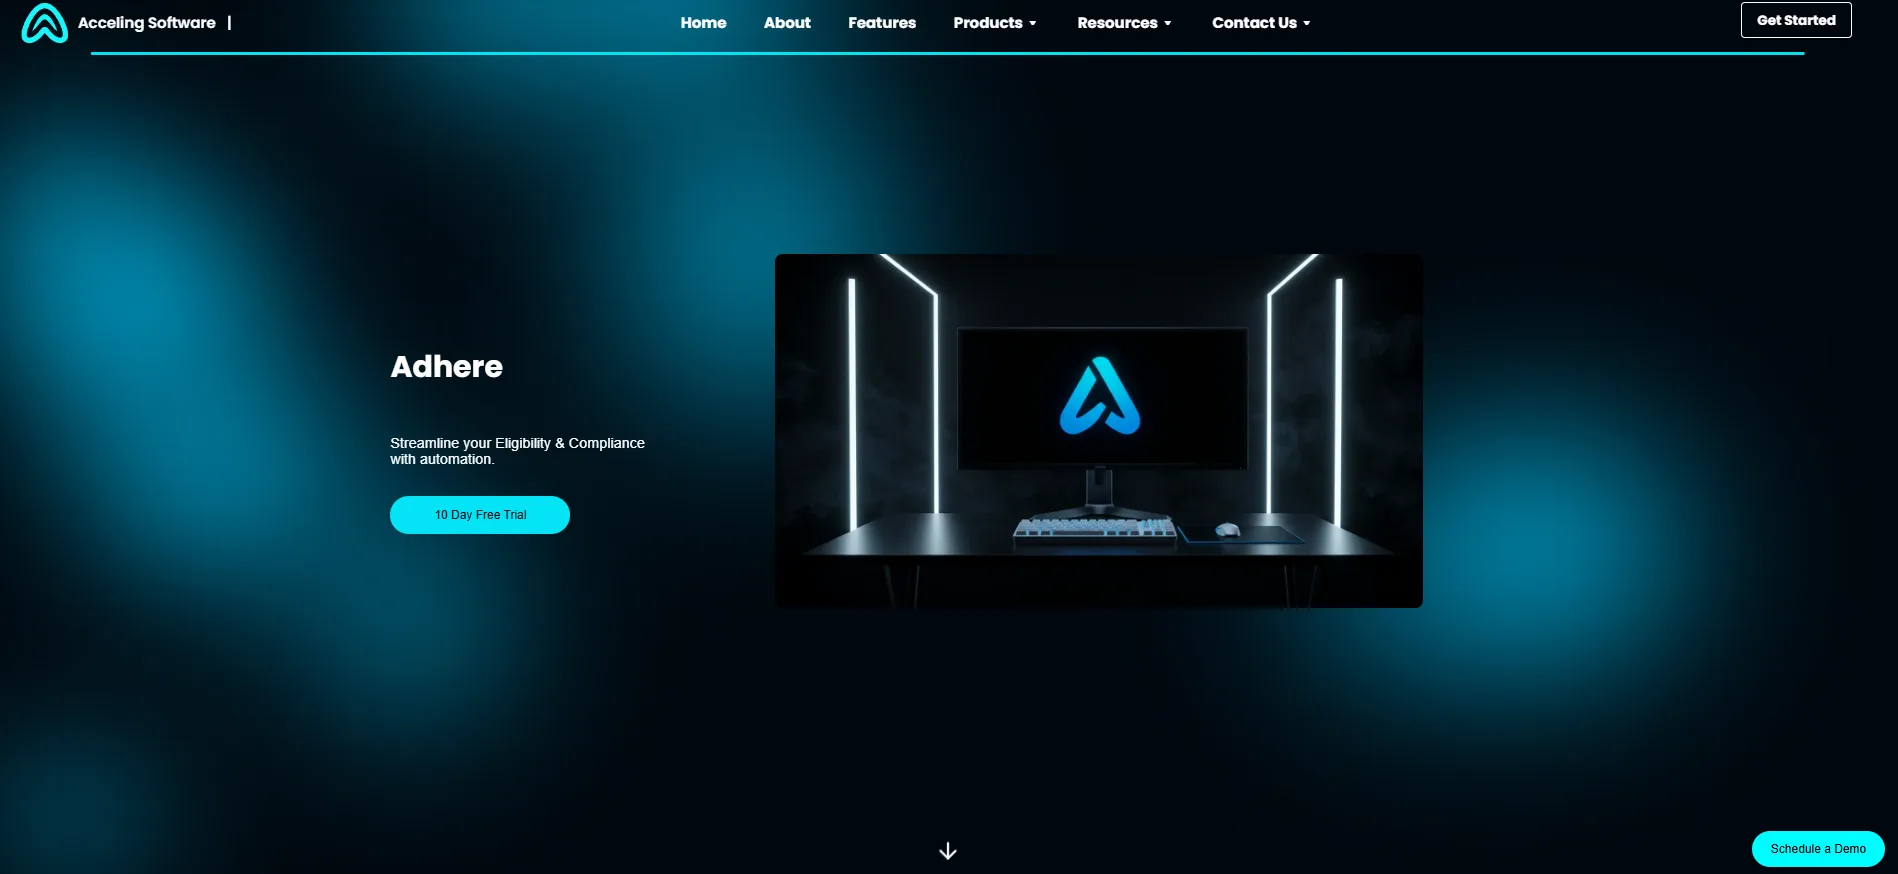 Acceling Software |
Home
About
Features
Products
Resources
Contact Us
Get Started
Adhere
Streamline your Eligibility & Compliance
with automation.
10 Day Free Trial
Schedule a Demo